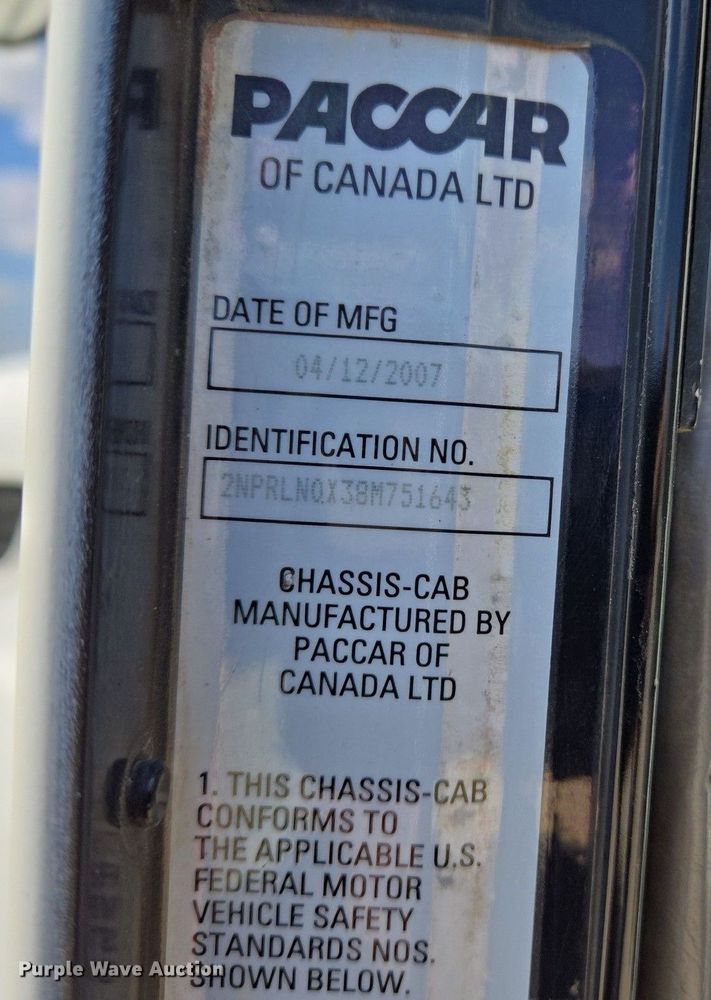 PACCAR
OF CANADA LTD
DATE OF MFG
04/12/2007
IDENTIFICATION NO.
2NPRLNQX38M751643
CHASSIS-CAB
MANUFACTURED BY
PACCAR OF
CANADA LTD
1. THIS CHASSIS-CAB
CONFORMS TO
THE APPLICABLE U.S.
FEDERAL MOTOR
VEHICLE SAFETY
STANDARDS NOS.
SHOWN BELOW.
Purple Wave Auction